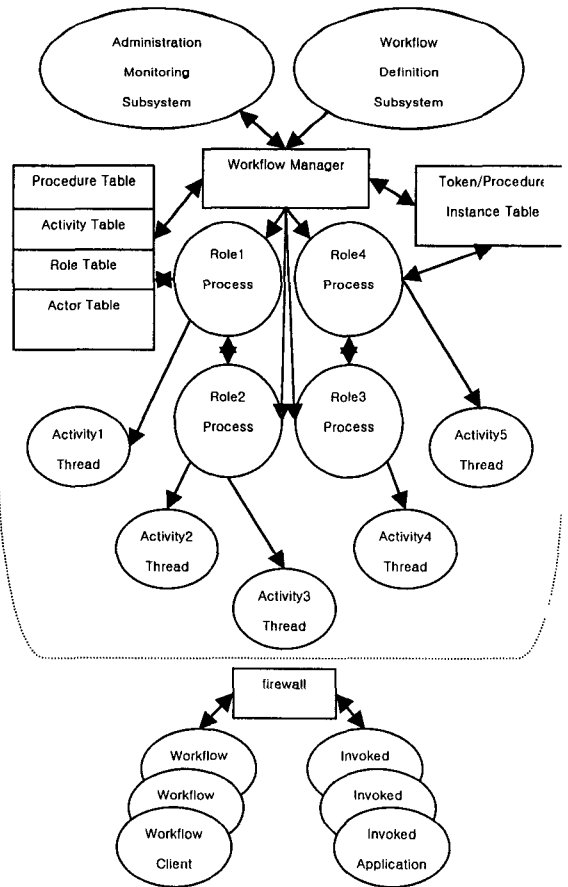 Administration
Monitoring
Subsystem
Workflow
Definition
Subsystem
Workflow Manager
Procedure Table
Activity Table
Role Table
Actor Table
Token/Procedure
Instance Table
Role1
Process
Role4
Process
Role2
Process
Role3
Process
Activity1
Thread
Activity5
Thread
Activity2
Thread
Activity4
Thread
Activity3
Thread
firewall
Workflow
Workflow
Workflow
Client
Invoked
Invoked
Invoked
Application